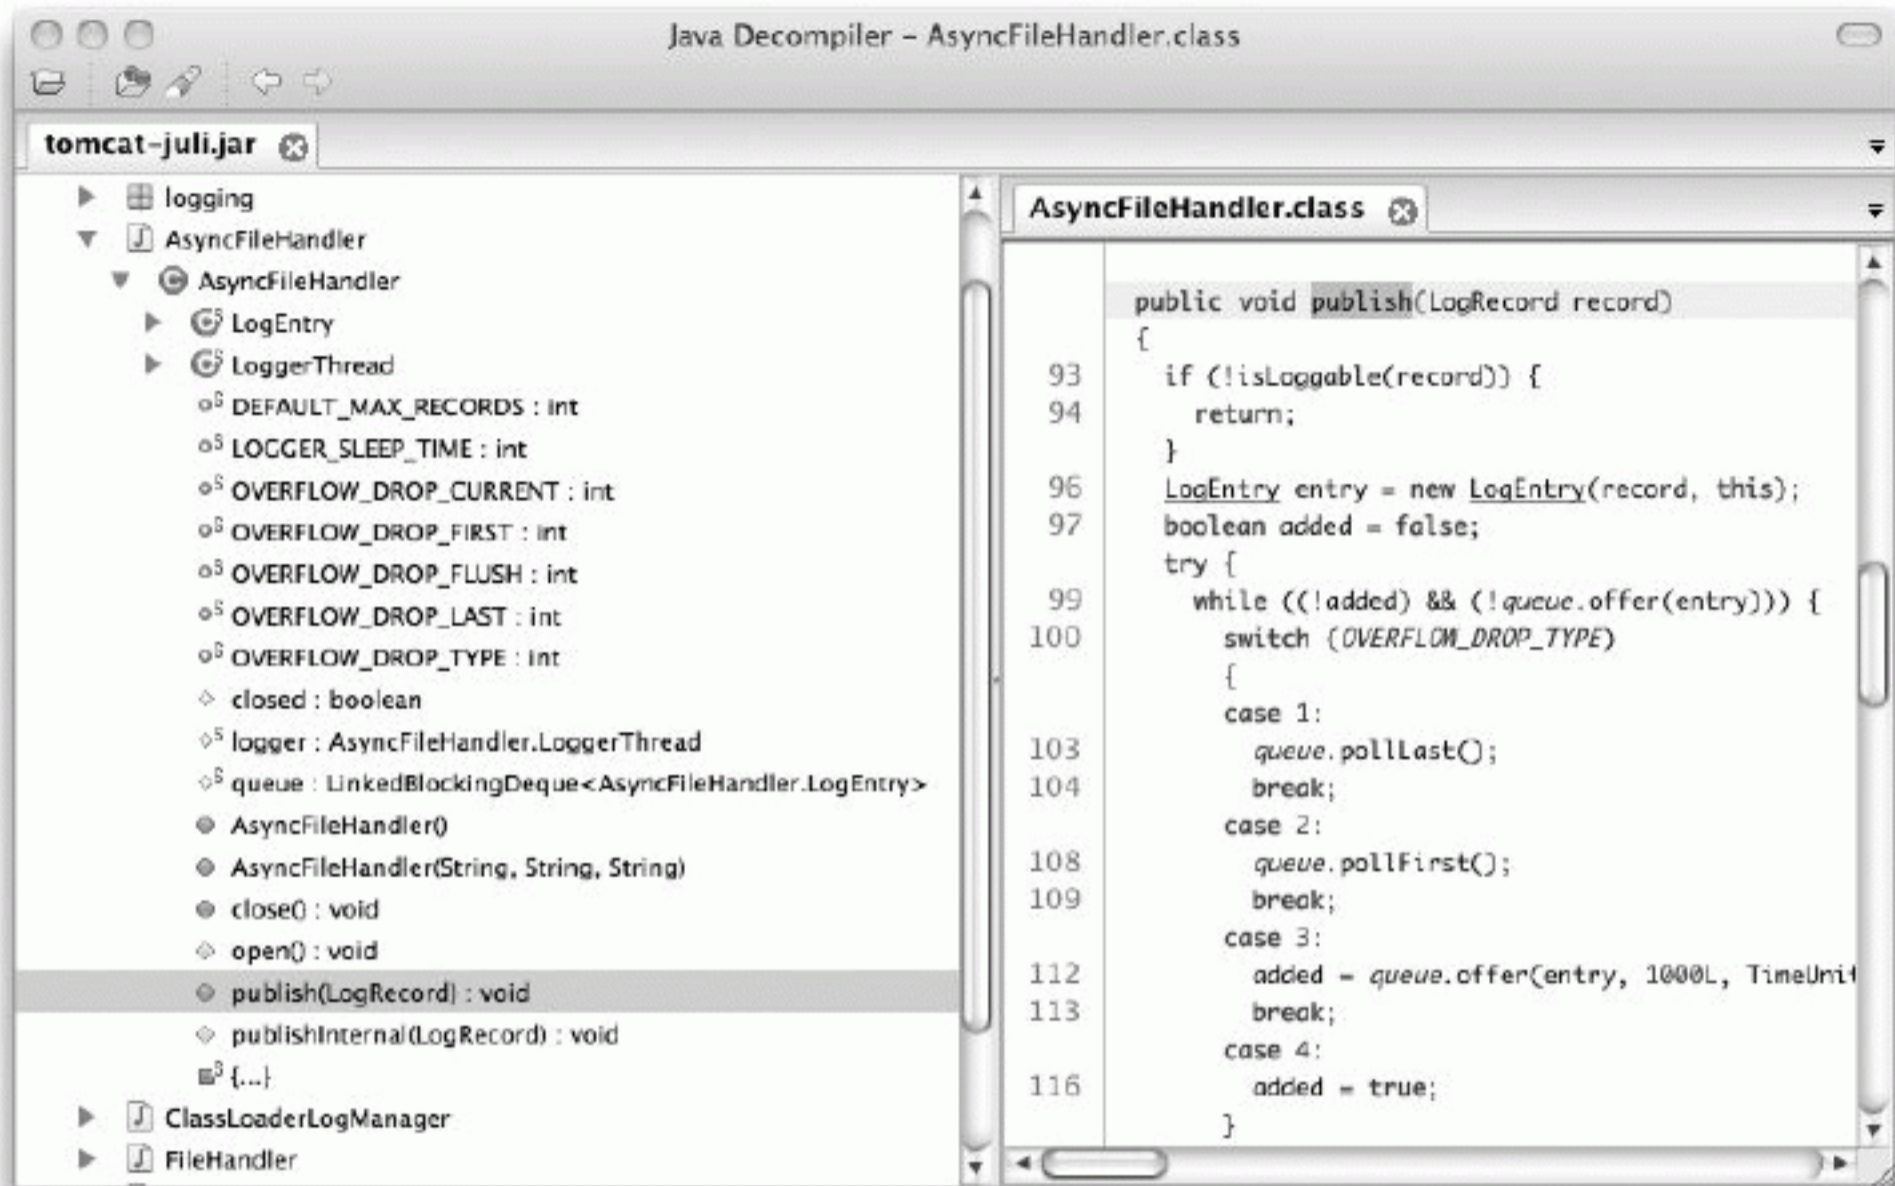 Java Decompiler – AsyncFileHandler.class
tomcat-juli.jar
logging
AsyncFileHandler
AsyncFileHandler
LogEntry
LoggerThread
DEFAULT_MAX_RECORDS : int
LOGGER_SLEEP_TIME : int
OVERFLOW_DROP_CURRENT : int
OVERFLOW_DROP_FIRST : int
OVERFLOW_DROP_FLUSH : int
OVERFLOW_DROP_LAST : int
OVERFLOW_DROP_TYPE : int
closed : boolean
logger : AsyncFileHandler.LoggerThread
queue : LinkedBlockingDeque<AsyncFileHandler.LogEntry>
AsyncFileHandler()
AsyncFileHandler(String, String, String)
close() : void
open() : void
publish(LogRecord) : void
publishInternal(LogRecord) : void
{...}
ClassLoaderLogManager
FileHandler
AsyncFileHandler.class
public void publish(LogRecord record)
{
93 if (!isLoggable(record)) {
94 return;
}
96 LogEntry entry = new LogEntry(record, this);
97 boolean added = false;
try {
99 while ((!added) && (!queue.offer(entry))) {
100 switch (OVERFLOW_DROP_TYPE)
{
case 1:
103 queue.pollLast();
104 break;
case 2:
108 queue.pollFirst();
109 break;
case 3:
112 added = queue.offer(entry, 1000L, TimeUnit
113 break;
case 4:
116 added = true;
}